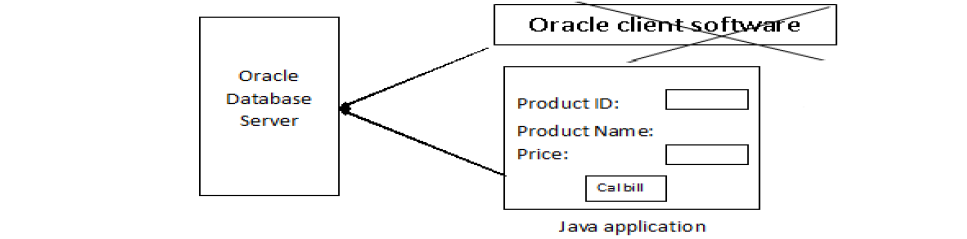 Oracle client software
Oracle
Database
Server
Product ID:
Product Name:
Price:
Cal bill
Java application